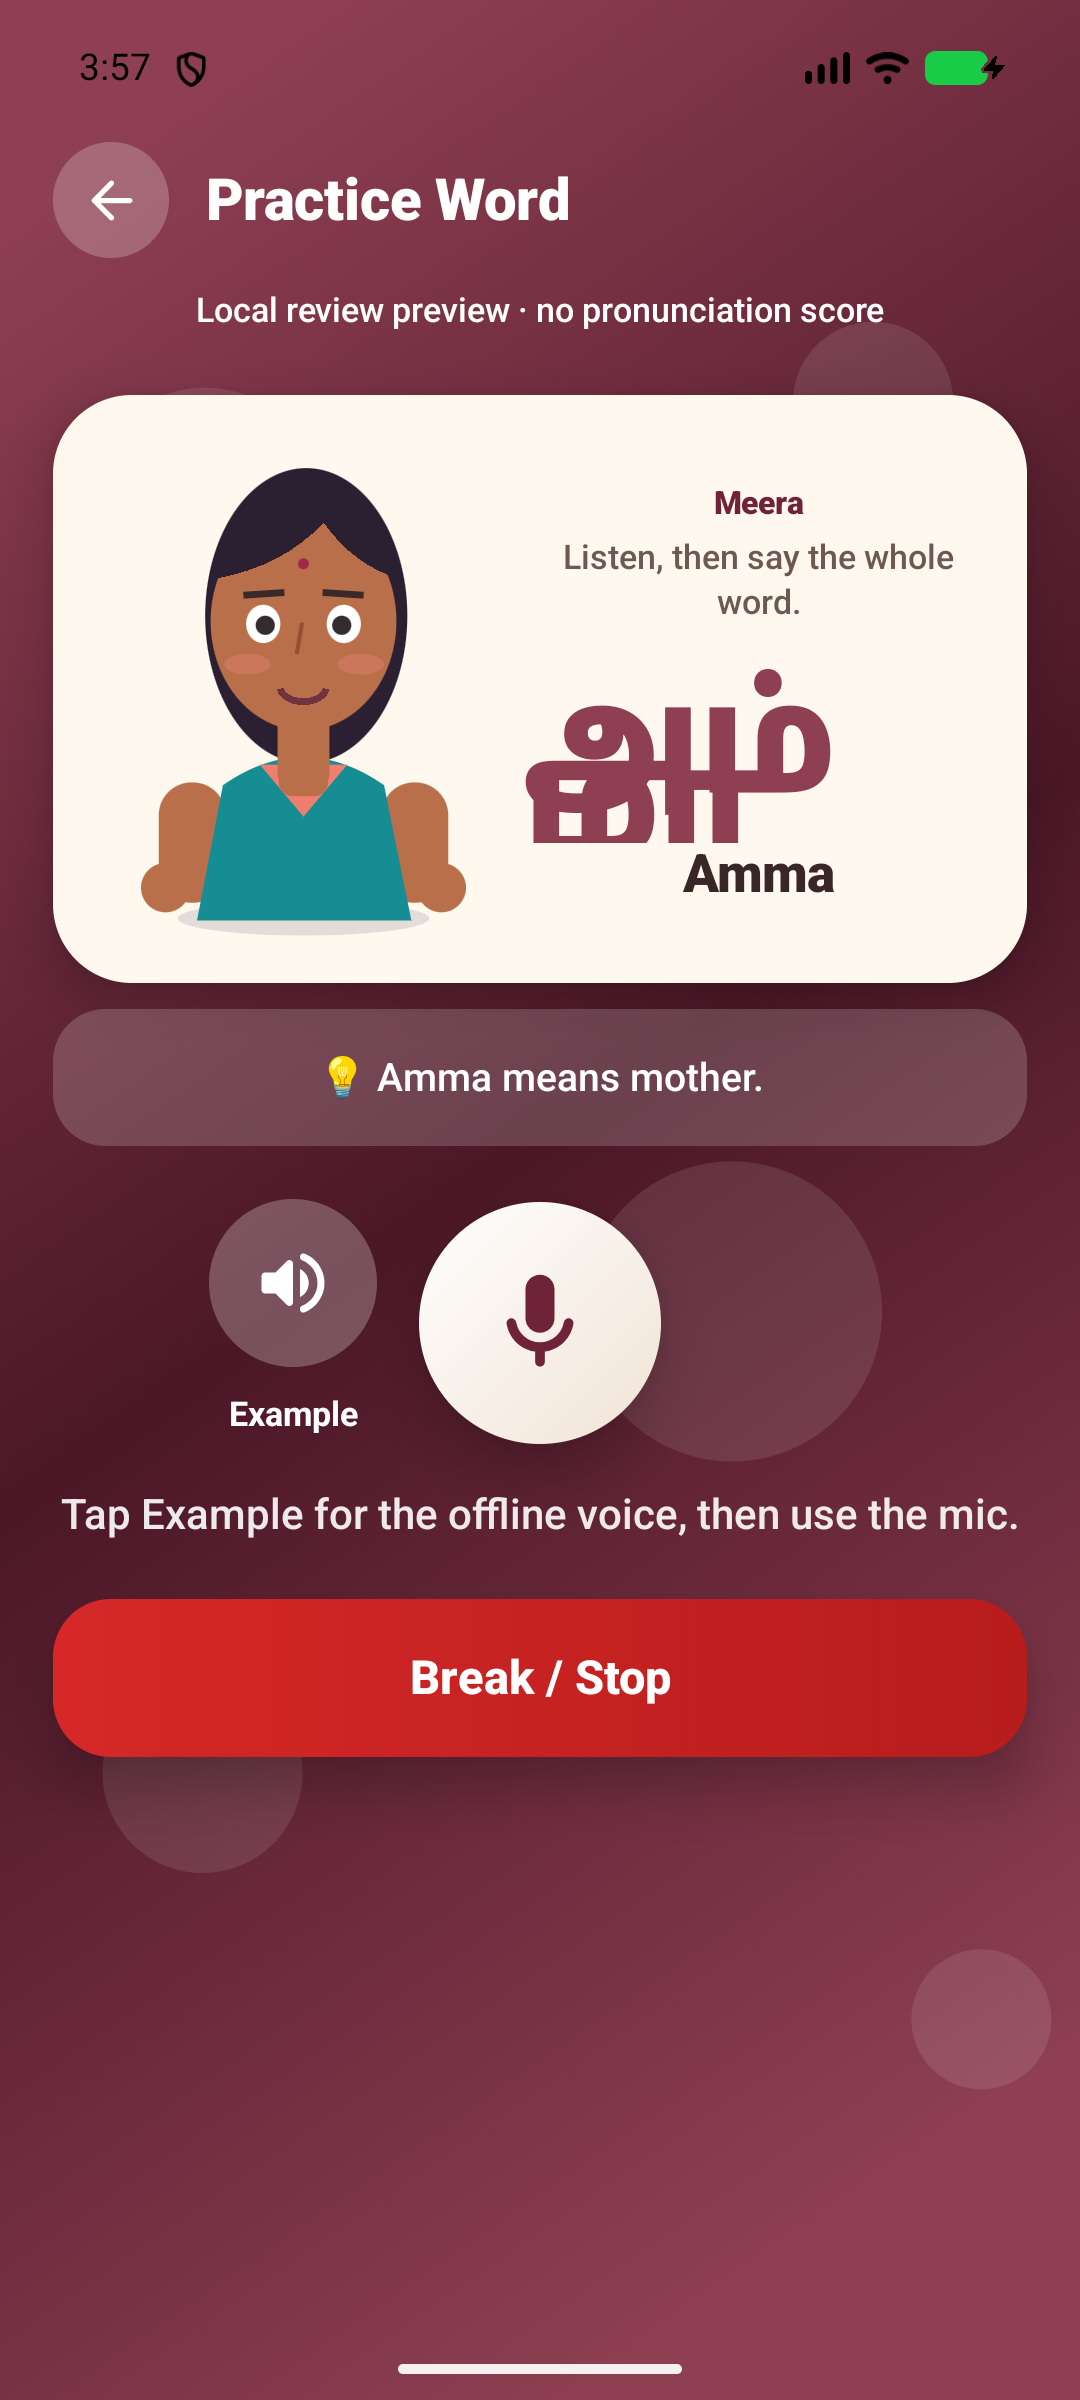 3:57
Practice Word
Local review preview · no pronunciation score
Meera
Listen, then say the whole
word.
Amma
💡 Amma means mother.
Example
Tap Example for the offline voice, then use the mic.
Break / Stop